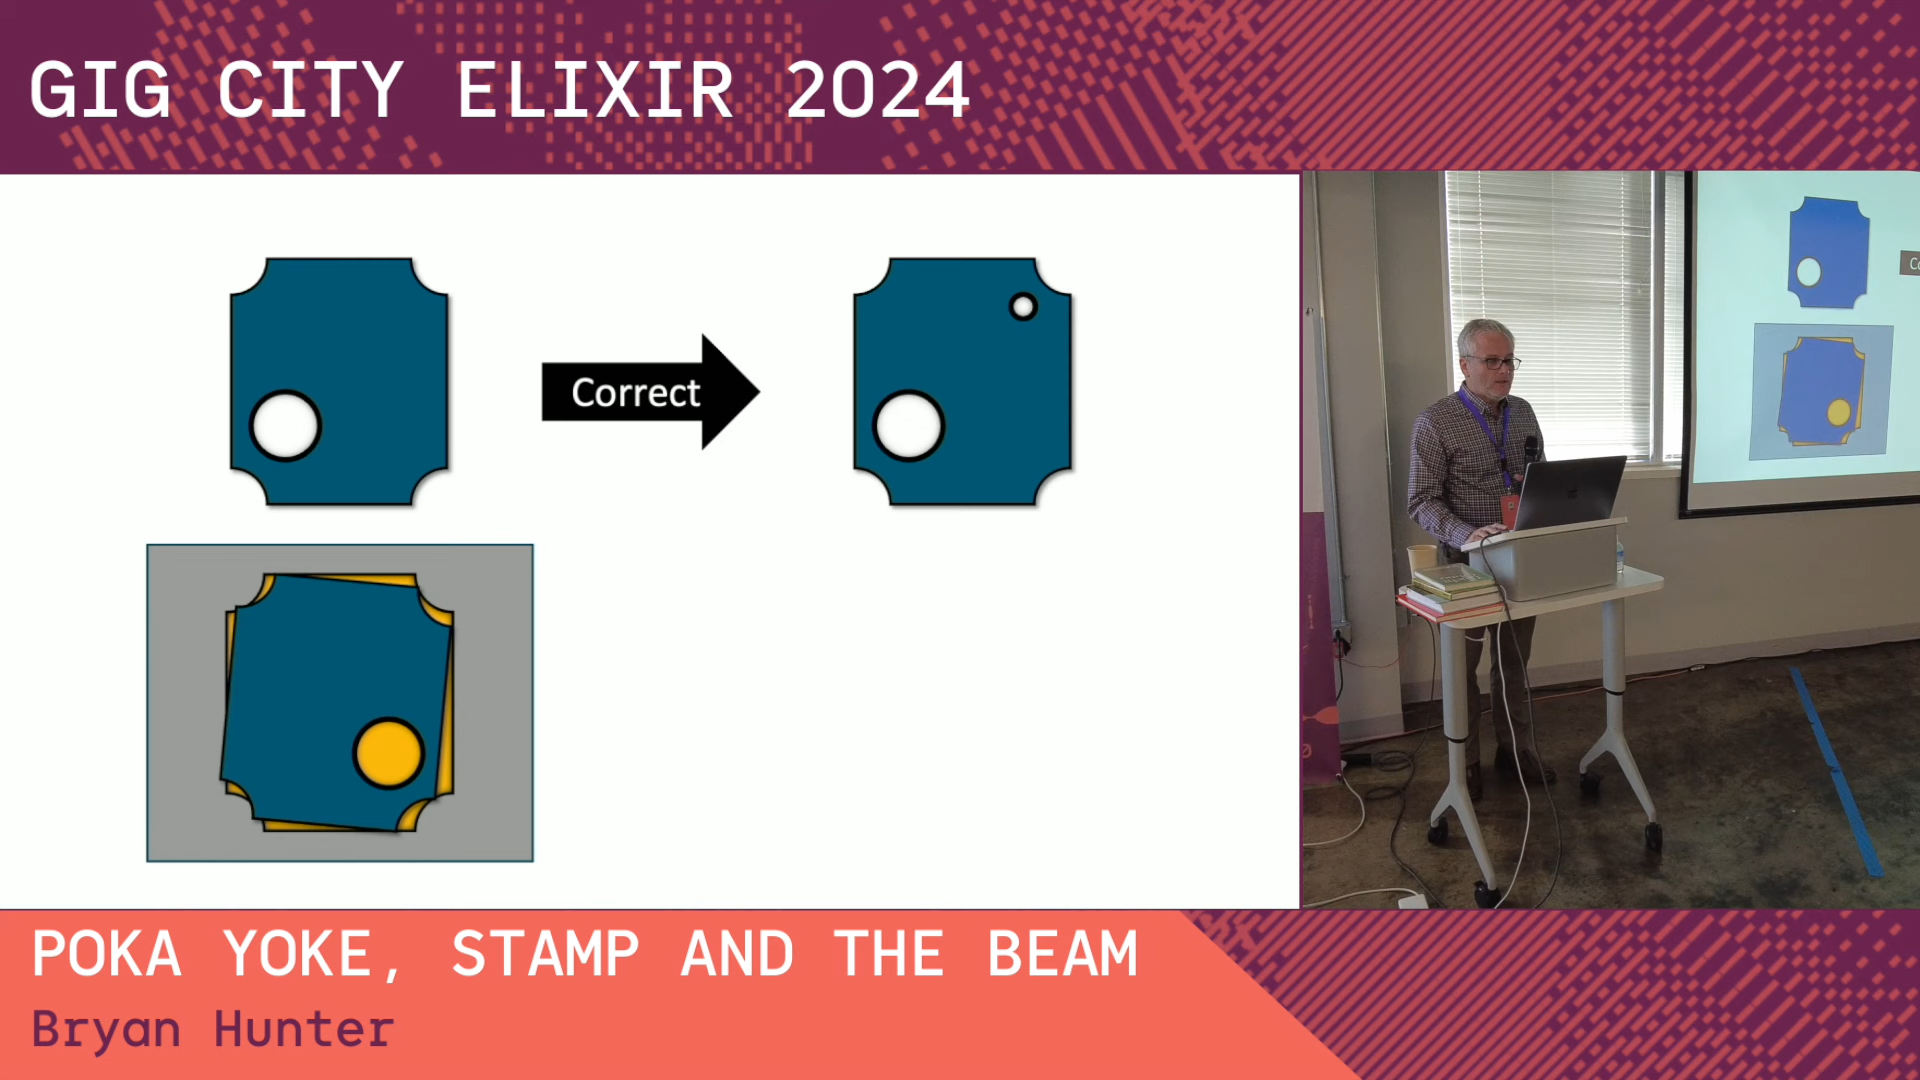 GIG CITY ELIXIR 2024
Correct
POKA YOKE, STAMP AND THE BEAM
Bryan Hunter